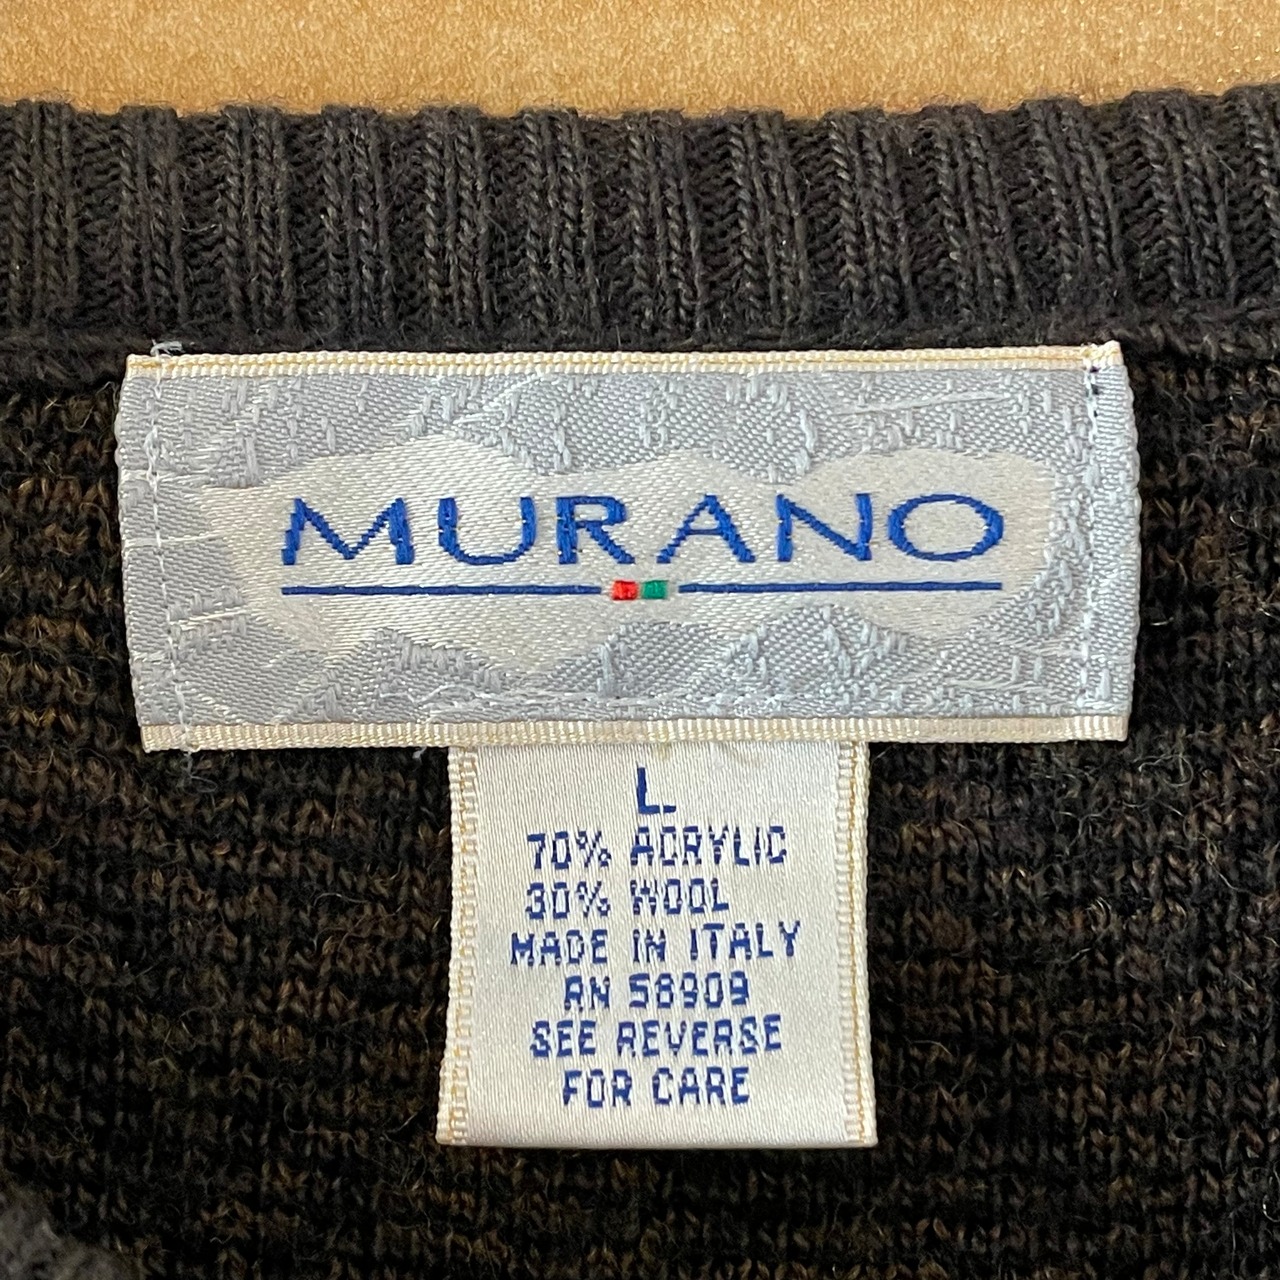 MURANO
L.
70% ACRYLIC
30% WOOL
MADE IN ITALY
RN 58909
SEE REVERSE
FOR CARE